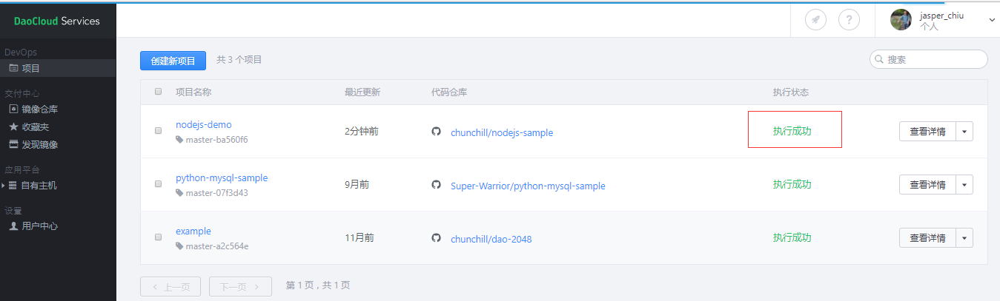 DaoCloud Services
jasper_chiu
个人
DevOps
项目
交付中心
镜像仓库
收藏夹
发现镜像
应用平台
自有主机
设置
用户中心
创建新项目 共 3 个项目 搜索
项目名称 最近更新 代码仓库 执行状态
nodejs-demo
master-ba560f6
2分钟前 chunchill/nodejs-sample 执行成功 查看详情
python-mysql-sample
master-07f3d43
9月前 Super-Warrior/python-mysql-sample 执行成功 查看详情
example
master-a2c564e
11月前 chunchill/dao-2048 执行成功 查看详情
上一页 下一页 第 1 页，共 1 页